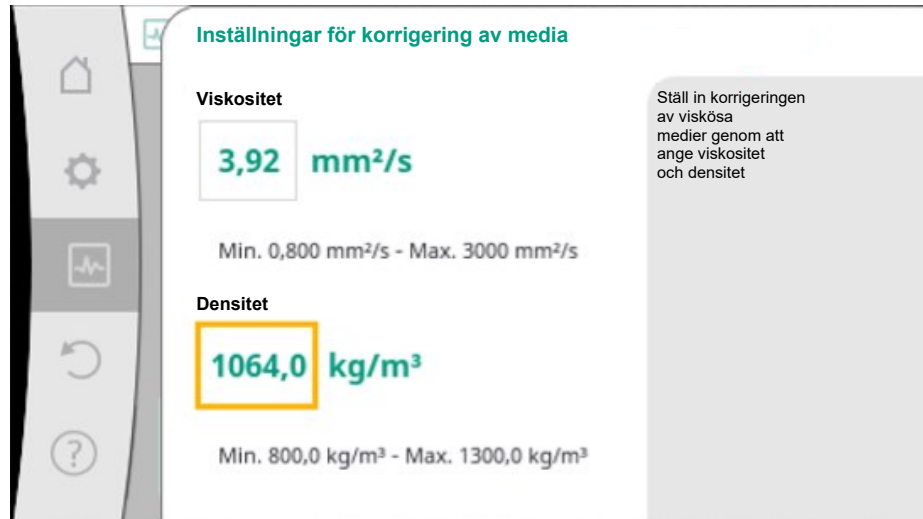 Inställningar för korrigering av media
Viskositet
3,92 mm²/s
Min. 0,800 mm²/s - Max. 3000 mm²/s
Densitet
1064,0 kg/m³
Min. 800,0 kg/m³ - Max. 1300,0 kg/m³
Ställ in korrigeringen
av viskösa
medier genom att
ange viskositet
och densitet
?